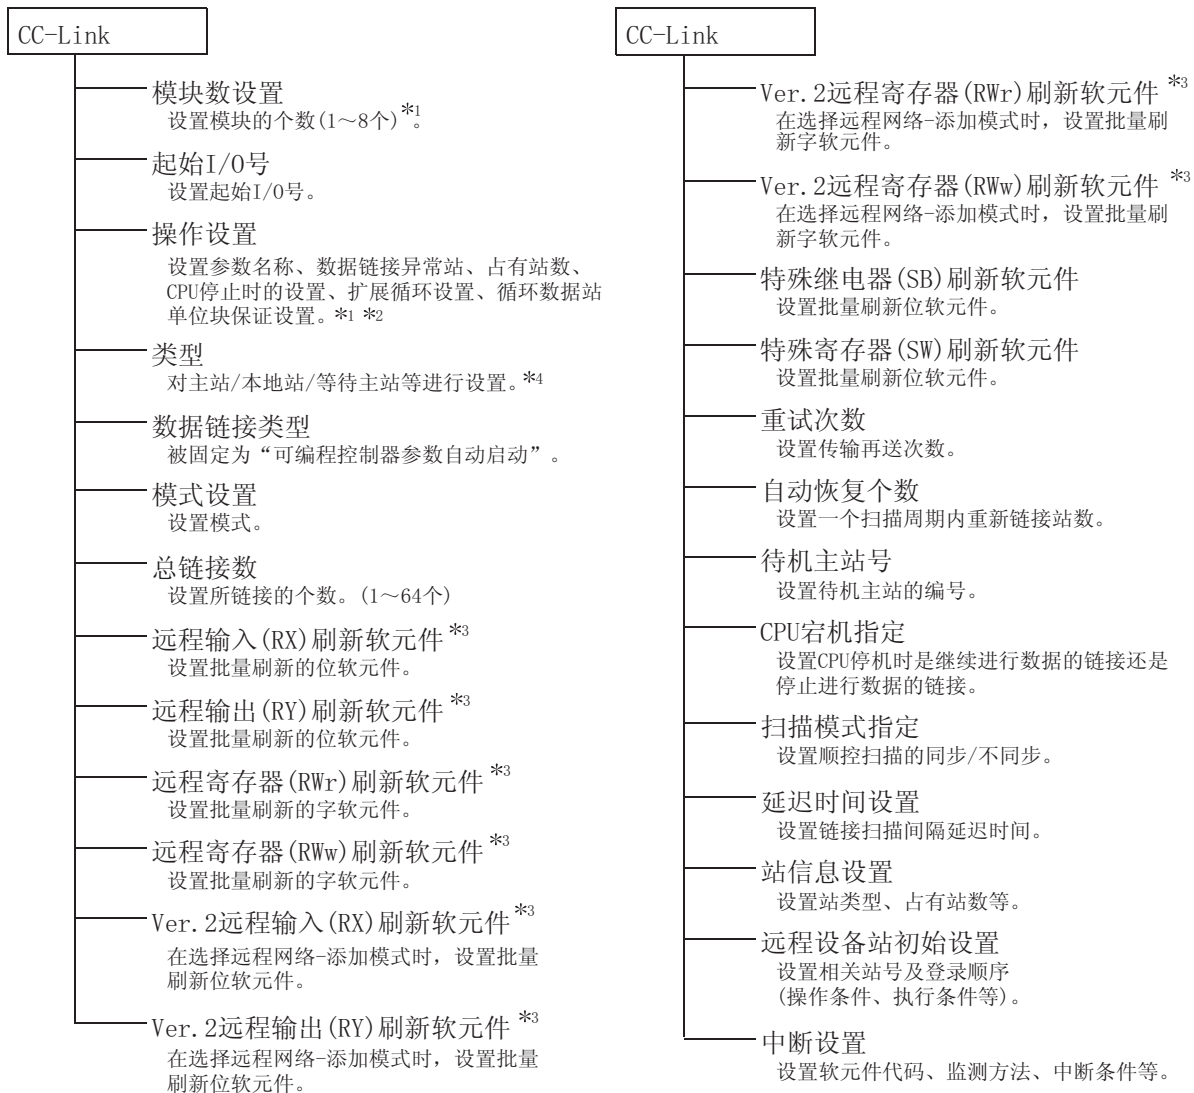 CC-Link
模块数设置
设置模块的个数(1～8个)*1。
起始I/O号
设置起始I/O号。
操作设置
设置参数名称、数据链接异常站、占有站数、
CPU停止时的设置、扩展循环设置、循环数据站
单位块保证设置。*1 *2
类型
对主站/本地站/等待主站等进行设置。*4
数据链接类型
被固定为“可编程控制器参数自动启动”。
模式设置
设置模式。
总链接数
设置所链接的个数。(1～64个)
远程输入(RX)刷新软元件*3
设置批量刷新的位软元件。
远程输出(RY)刷新软元件*3
设置批量刷新的位软元件。
远程寄存器(RWr)刷新软元件*3
设置批量刷新的字软元件。
远程寄存器(RWw)刷新软元件*3
设置批量刷新的字软元件。
Ver.2远程输入(RX)刷新软元件*3
在选择远程网络-添加模式时，设置批量
刷新位软元件。
Ver.2远程输出(RY)刷新软元件*3
在选择远程网络-添加模式时，设置批量
刷新位软元件。
CC-Link
Ver.2远程寄存器(RWr)刷新软元件*3
在选择远程网络-添加模式时，设置批量刷
新字软元件。
Ver.2远程寄存器(RWw)刷新软元件*3
在选择远程网络-添加模式时，设置批量刷
新字软元件。
特殊继电器(SB)刷新软元件
设置批量刷新位软元件。
特殊寄存器(SW)刷新软元件
设置批量刷新位软元件。
重试次数
设置传输再送次数。
自动恢复个数
设置一个扫描周期内重新链接站数。
待机主站号
设置待机主站的编号。
CPU宕机指定
设置CPU停机时是继续进行数据的链接还是
停止进行数据的链接。
扫描模式指定
设置顺控扫描的同步/不同步。
延迟时间设置
设置链接扫描间隔延迟时间。
站信息设置
设置站类型、占有站数等。
远程设备站初始设置
设置相关站号及登录顺序
(操作条件、执行条件等)。
中断设置
设置软元件代码、监测方法、中断条件等。